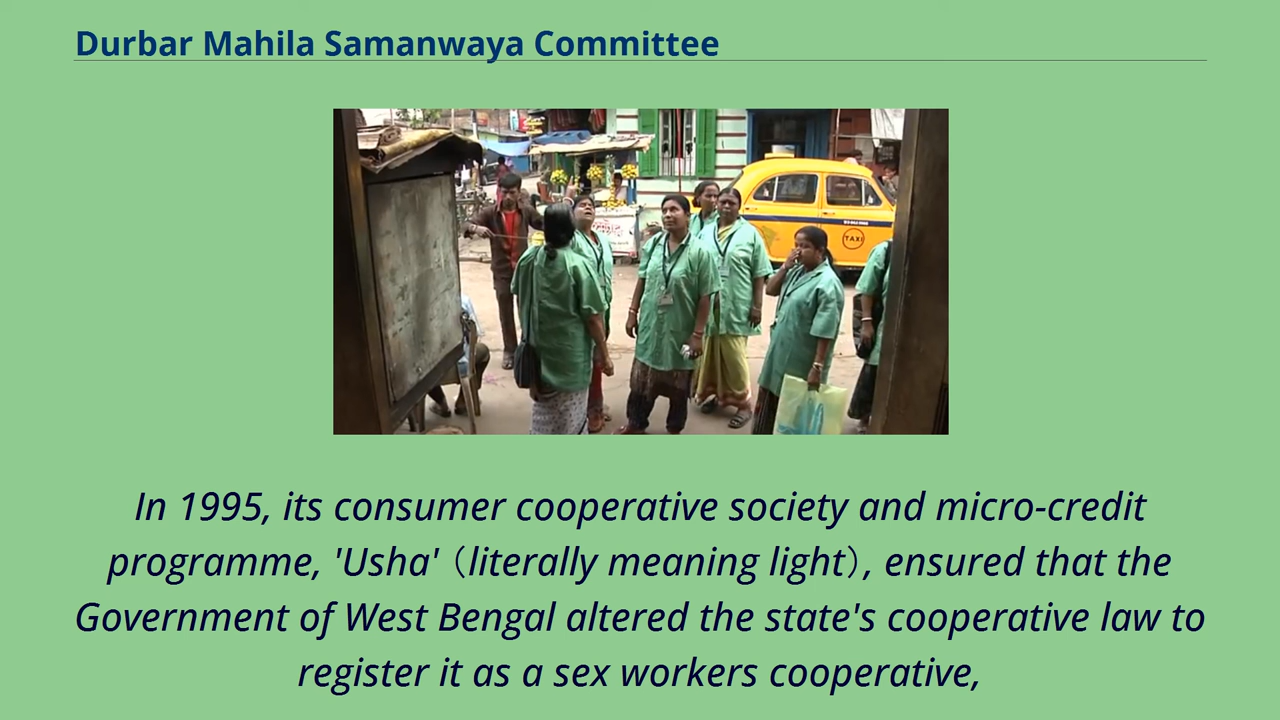 Durbar Mahila Samanwaya Committee
TAXI
In 1995, its consumer cooperative society and micro-credit
programme, 'Usha' （literally meaning light）, ensured that the
Government of West Bengal altered the state's cooperative law to
register it as a sex workers cooperative,